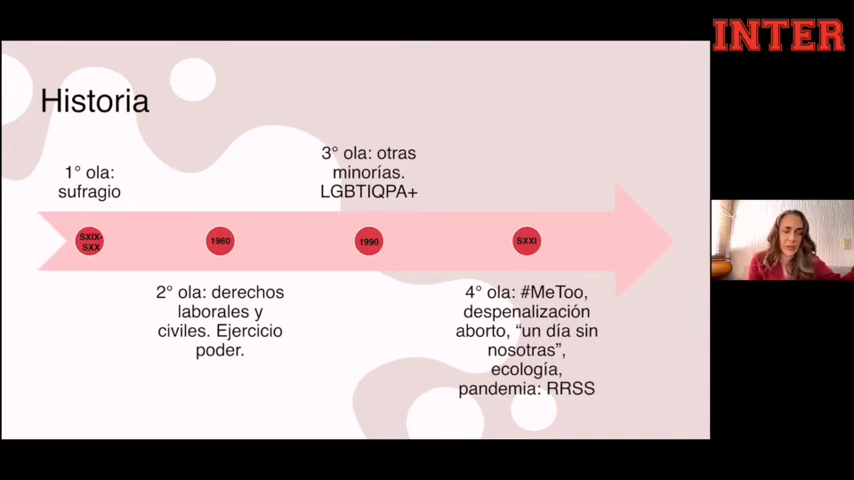 INTER
Historia
1° ola:
sufragio
3° ola: otras
minorías.
LGBTIQPA+
SXIX-
SXX
1960
1990
SXXI
2° ola: derechos
laborales y
civiles. Ejercicio
poder.
4° ola: #MeToo,
despenalización
aborto, “un día sin
nosotras”,
ecología,
pandemia: RRSS